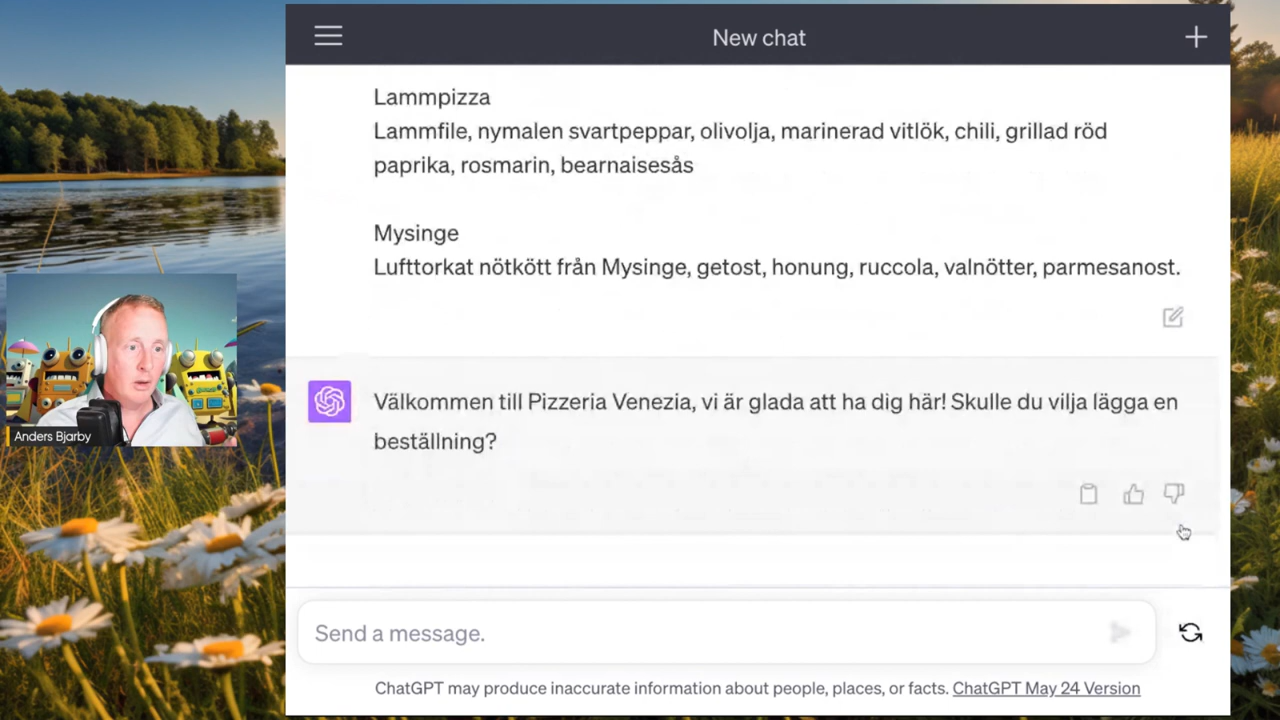 New chat
Lammpizza
Lammfile, nymalen svartpeppar, olivolja, marinerad vitlök, chili, grillad röd
paprika, rosmarin, bearnaisesås
Mysinge
Lufttorkat nötkött från Mysinge, getost, honung, ruccola, valnötter, parmesanost.
Välkommen till Pizzeria Venezia, vi är glada att ha dig här! Skulle du vilja lägga en
beställning?
Anders Bjarby
Send a message.
ChatGPT may produce inaccurate information about people, places, or facts. ChatGPT May 24 Version